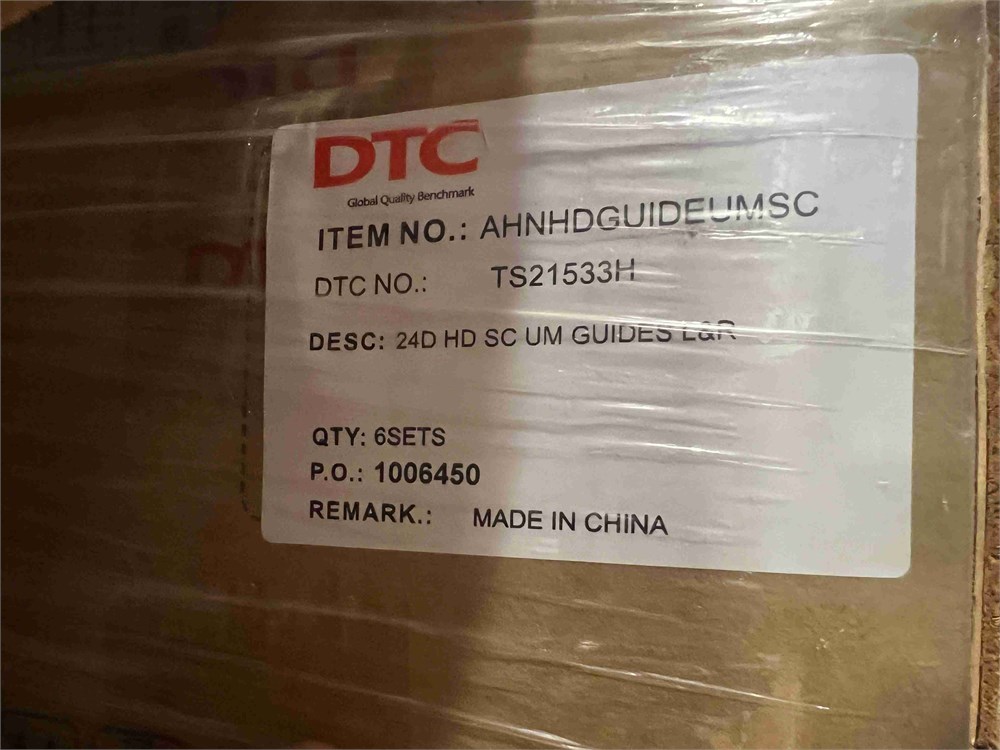 DTC
Global Quality Benchmark
ITEM NO.: AHNHDGUIDEUMSC
DTC NO.: TS21533H
DESC: 24D HD SC UM GUIDES L&R
QTY: 6SETS
P.O.: 1006450
REMARK.: MADE IN CHINA